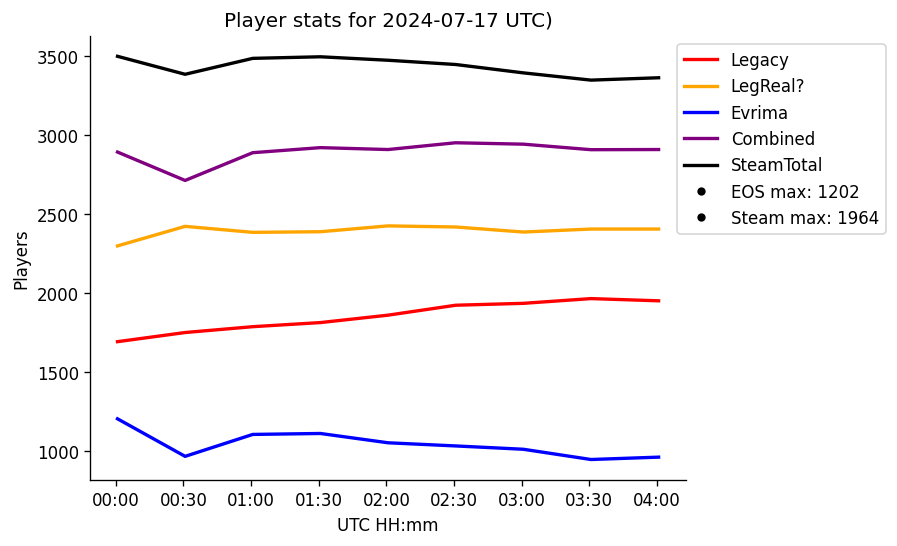 Player stats for 2024-07-17 UTC)
3500
3000
2500
2000
1500
1000
Players
00:00 00:30 01:00 01:30 02:00 02:30 03:00 03:30 04:00
UTC HH:mm
Legacy
LegReal?
Evrima
Combined
SteamTotal
EOS max: 1202
Steam max: 1964